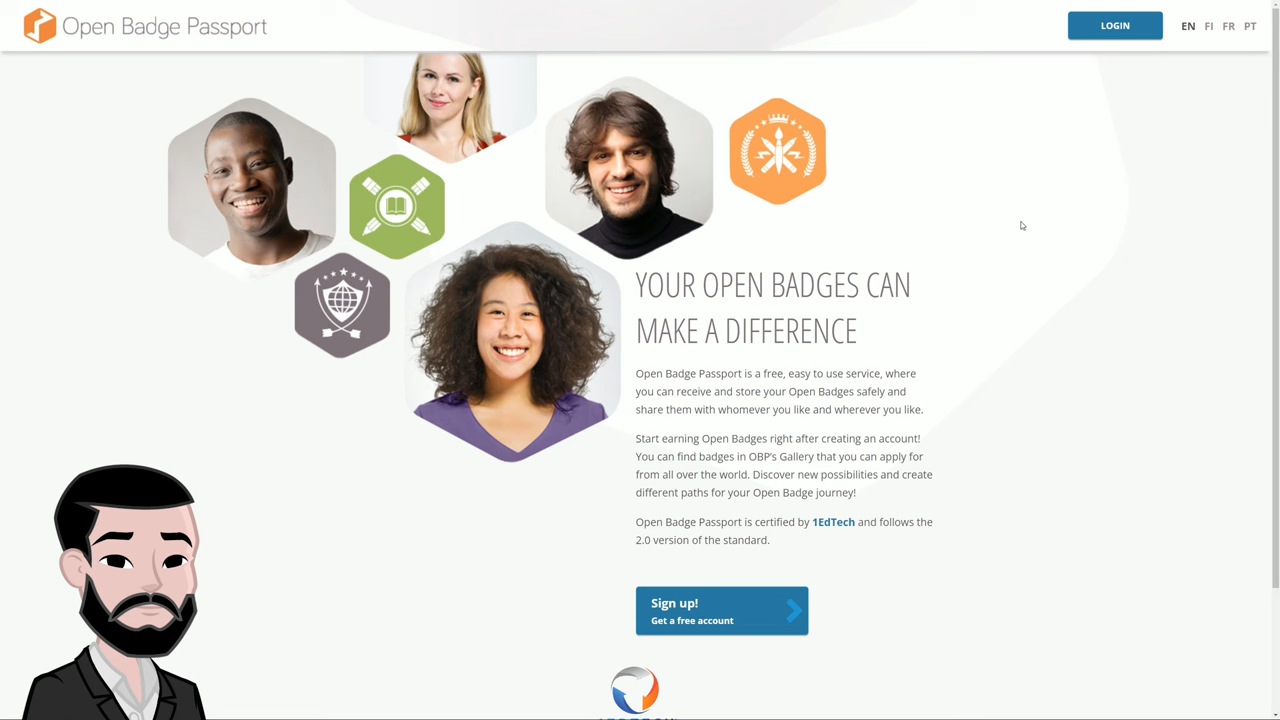 Open Badge Passport
LOGIN
EN FI FR PT
YOUR OPEN BADGES CAN
MAKE A DIFFERENCE
Open Badge Passport is a free, easy to use service, where
you can receive and store your Open Badges safely and
share them with whomever you like and wherever you like.
Start earning Open Badges right after creating an account!
You can find badges in OBP's Gallery that you can apply for
from all over the world. Discover new possibilities and create
different paths for your Open Badge journey!
Open Badge Passport is certified by 1EdTech and follows the
2.0 version of the standard.
Sign up!
Get a free account